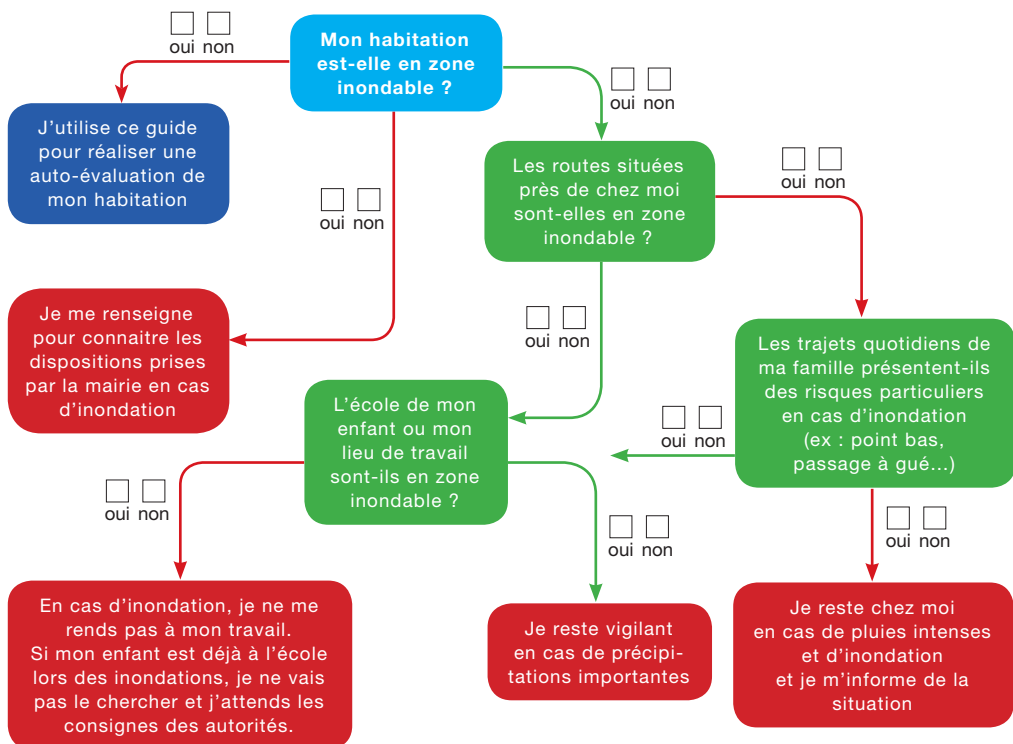 oui non
Mon habitation
est-elle en zone
inondable ?
oui non
J’utilise ce guide
pour réaliser une
auto-évaluation de
mon habitation
oui non
Les routes situées
près de chez moi
sont-elles en zone
inondable ?
oui non
Je me renseigne
pour connaitre les
dispositions prises
par la mairie en cas
d’inondation
oui non
Les trajets quotidiens de
ma famille présentent-ils
des risques particuliers
en cas d’inondation
(ex : point bas,
passage à gué...)
L’école de mon
enfant ou mon
lieu de travail
sont-ils en zone
inondable ?
oui non
oui non
oui non
oui non
En cas d’inondation, je ne me
rends pas à mon travail.
Si mon enfant est déjà à l’école
lors des inondations, je ne vais
pas le chercher et j’attends les
consignes des autorités.
Je reste vigilant
en cas de précipi-
tations importantes
Je reste chez moi
en cas de pluies intenses
et d’inondation
et je m’informe de la
situation